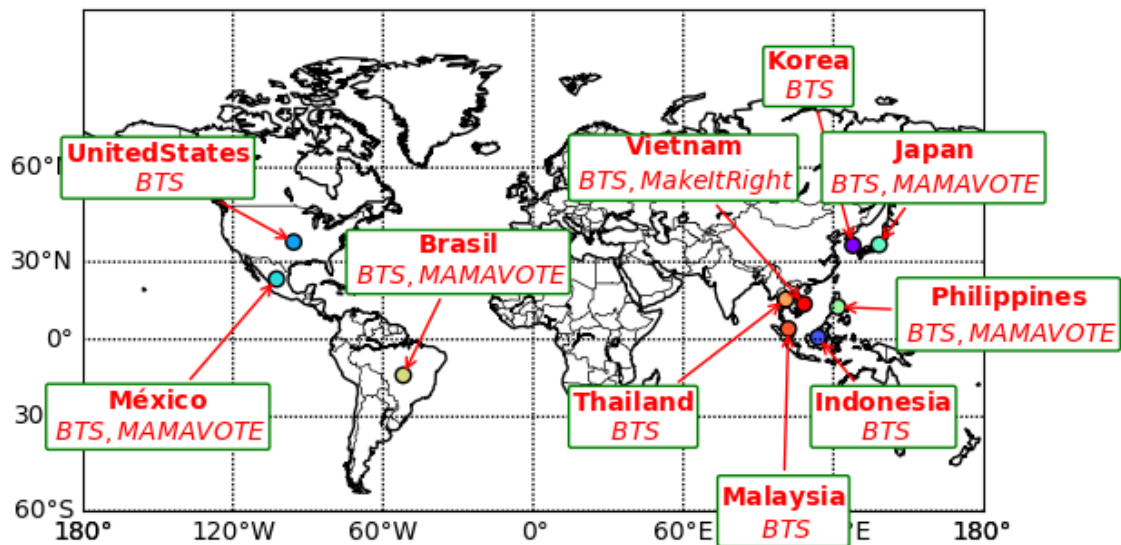 Korea
BTS
UnitedStates
BTS
Vietnam
BTS, MakeItRight
Japan
BTS, MAMAVOTE
60°
30°N
0°
30
60°S
Brasil
BTS, MAMAVOTE
Philippines
BTS, MAMAVOTE
México
BTS, MAMAVOTE
Thailand
BTS
Indonesia
BTS
Malaysia
BTS
180° 120°W 60°W 0° 60°E °E 180°